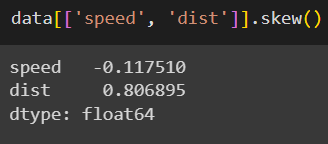 data[['speed', 'dist']].skew()
speed   -0.117510
dist     0.806895
dtype: float64